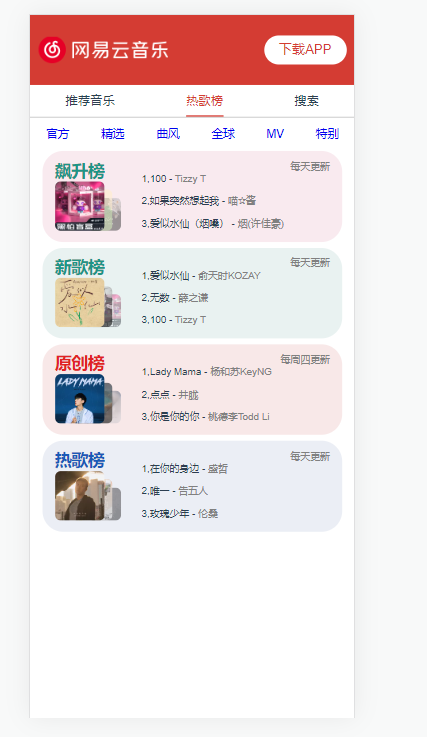 网易云音乐
下载APP
推荐音乐 热歌榜 搜索
官方 精选 曲风 全球 MV 特别
飙升榜
每天更新
1,100 - Tizzy T
2,如果突然想起我 - 喵☆酱
3,爱似水仙（烟嗓） - 烟(许佳豪)
新歌榜
每天更新
爱似水仙
1,爱似水仙 - 俞天时KOZAY
2,无数 - 薛之谦
3,100 - Tizzy T
原创榜
每周四更新
LADY MAMA
1,Lady Mama - 杨和苏KeyNG
2,点点 - 井胧
3,你是你的你 - 桃德李Todd Li
热歌榜
每天更新
1,在你的身边 - 盛哲
2,唯一 - 告五人
3,玫瑰少年 - 伦桑